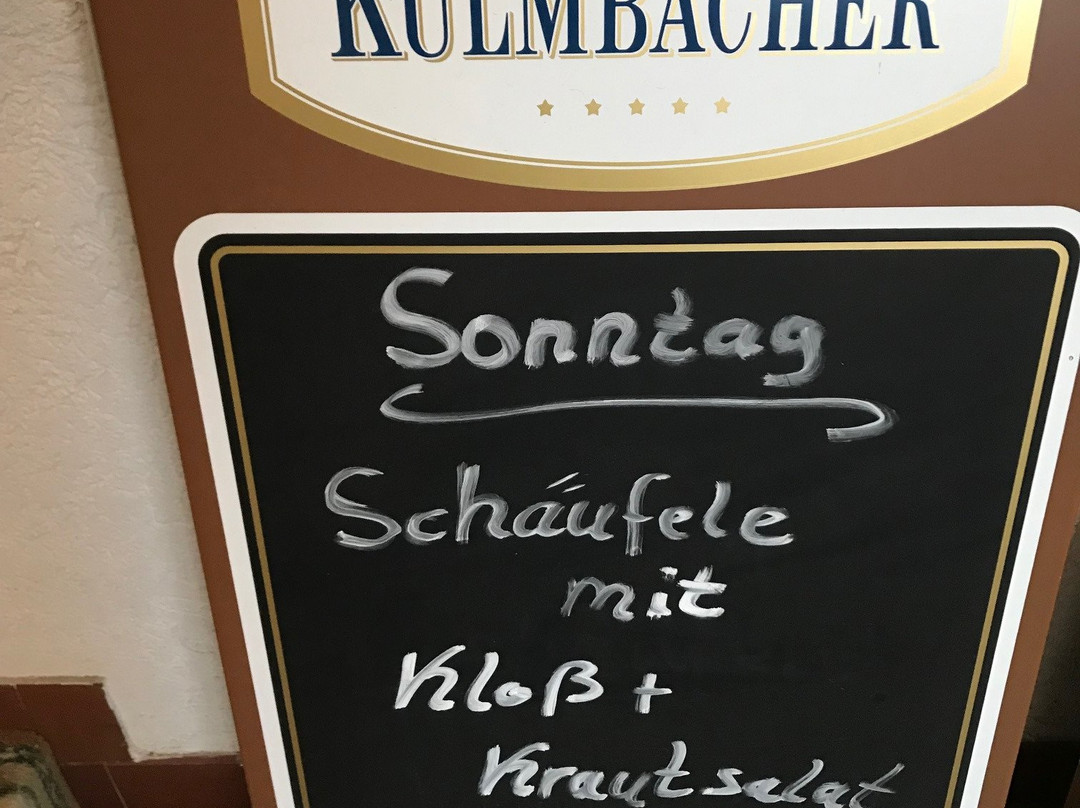 KULMBACHER
Sonntag
Schäufele
mit
Kloß +
Krautsalat